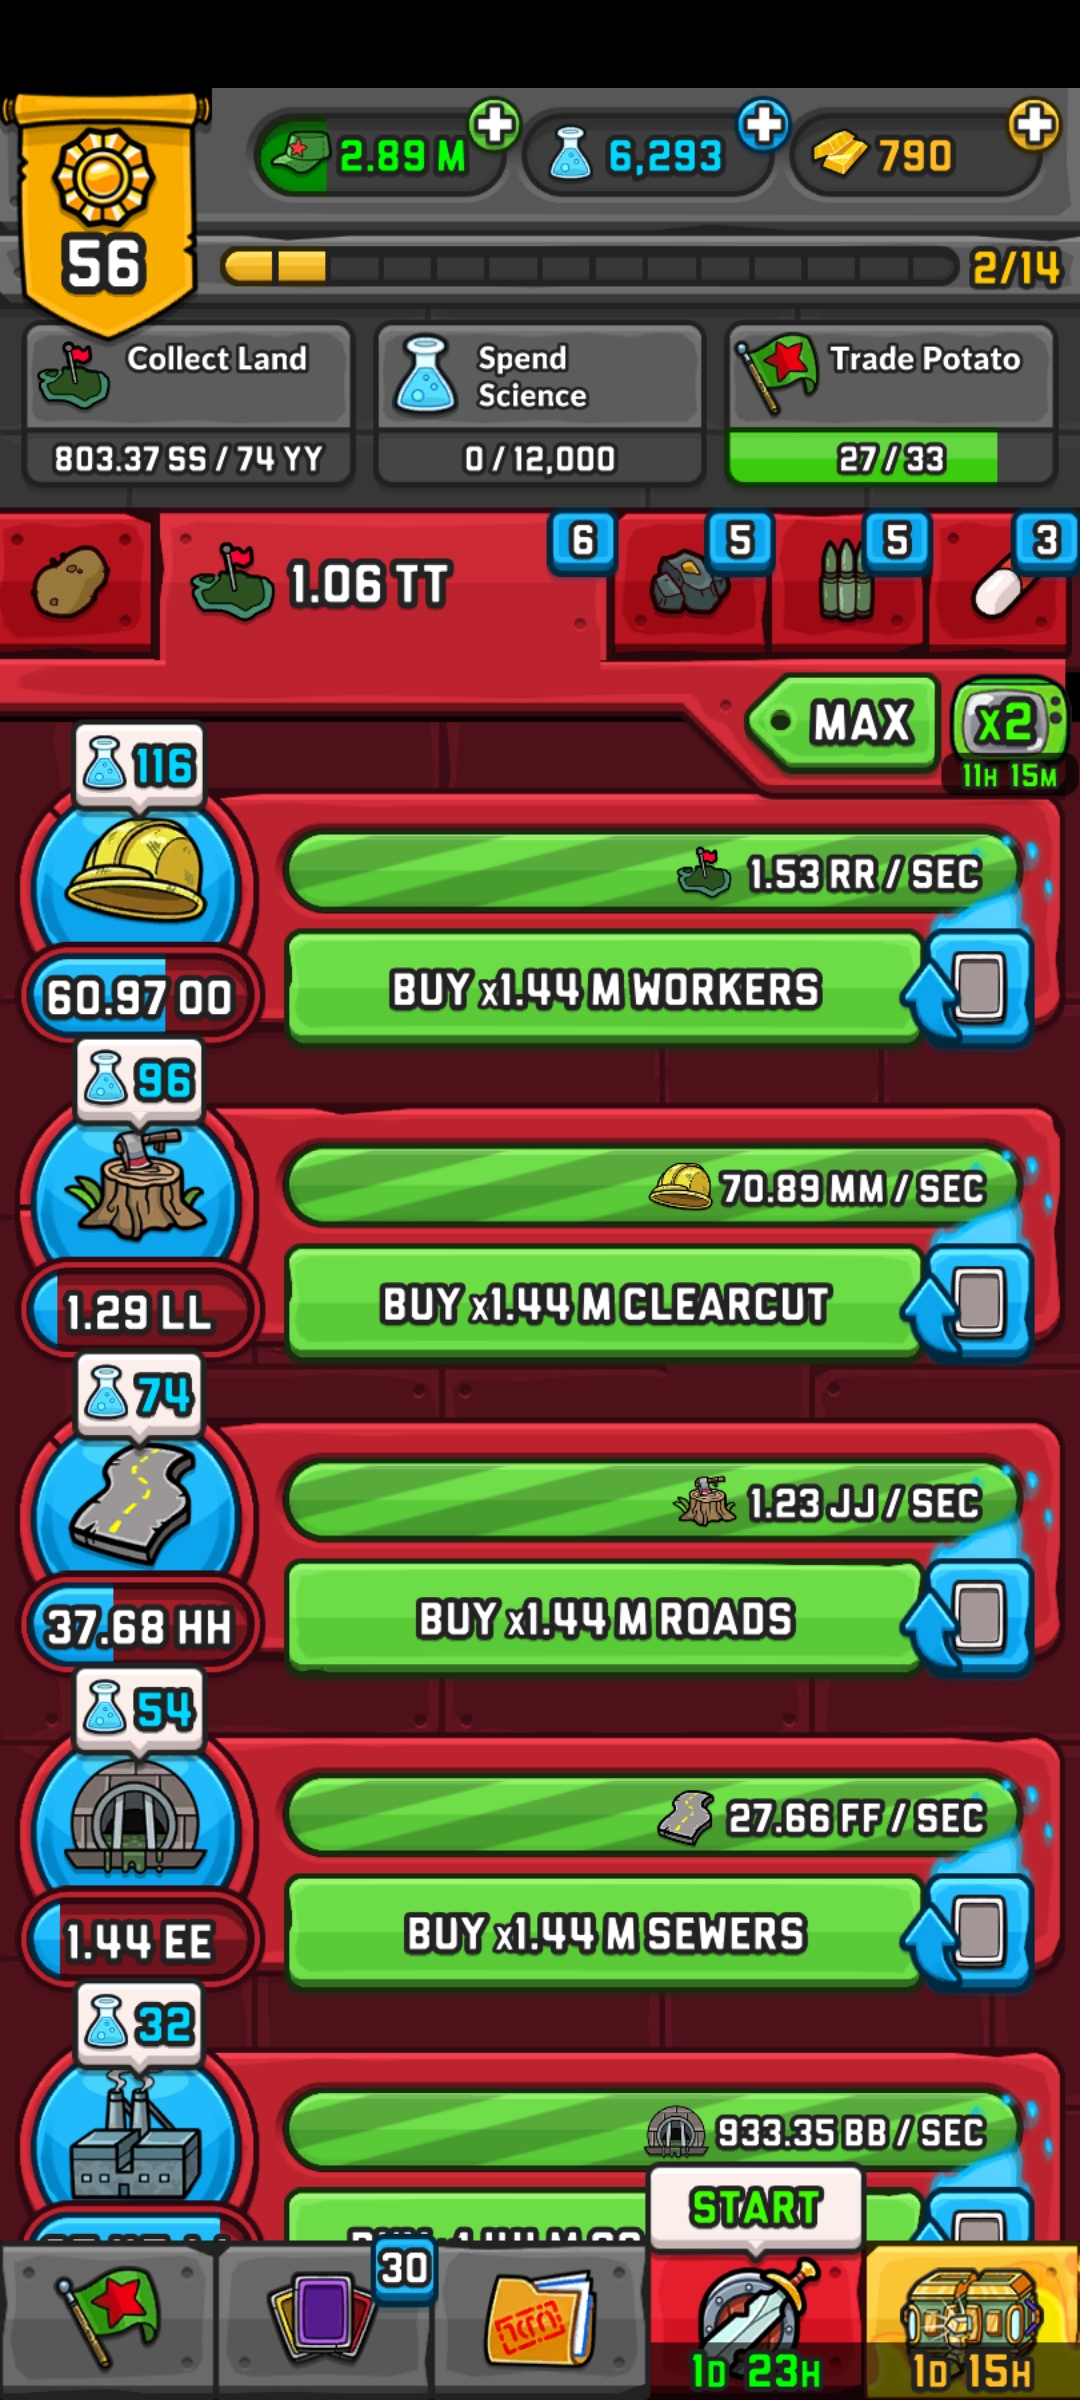 56
2.89 M
6,293
790
2/14
Collect Land
803.37 SS / 74 YY
Spend
Science
0 / 12,000
Trade Potato
27 / 33
1.06 TT
6
5
5
3
MAX
x2
11H 15M
116
1.53 RR / SEC
60.97 OO
BUY x1.44 M WORKERS
96
70.89 MM / SEC
1.29 LL
BUY x1.44 M CLEARCUT
74
1.23 JJ / SEC
37.68 HH
BUY x1.44 M ROADS
54
27.66 FF / SEC
1.44 EE
BUY x1.44 M SEWERS
32
933.35 BB / SEC
START
30
1D 23H
1D 15H